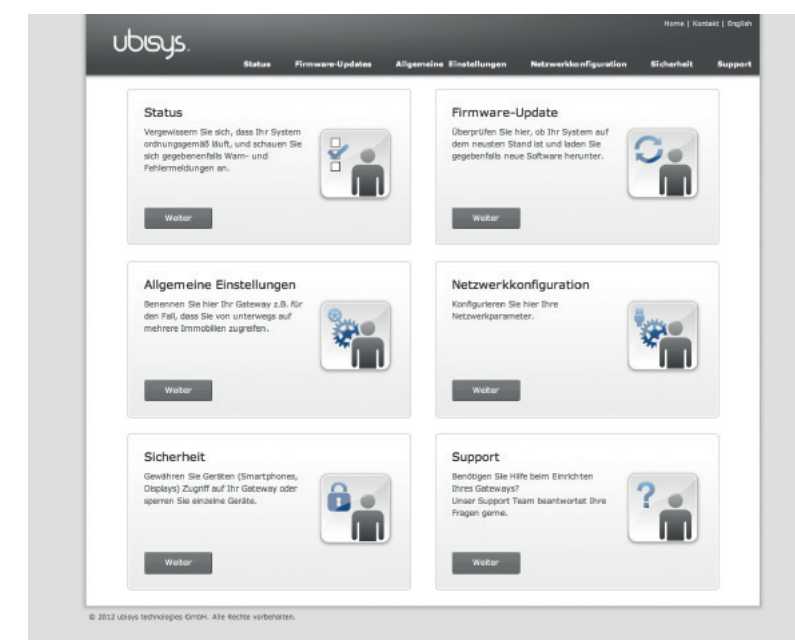 Home | Kontakt | English
ubisys.
Status Firmware-Updates Allgemeine Einstellungen Netzwerkkonfiguration Sicherheit Support
Status
Vergewissern Sie sich, dass Ihr System
ordnungsgemäß läuft, und schauen Sie
sich gegebenenfalls Warn- und
Fehlermeldungen an.
Weiter
Firmware-Update
Überprüfen Sie hier, ob Ihr System auf
dem neusten Stand ist und laden Sie
gegebenfalls neue Software herunter.
Weiter
Allgemeine Einstellungen
Benennen Sie hier Ihr Gateway z.B. für
den Fall, dass Sie von unterwegs auf
mehrere Immobilien zugreifen.
Weiter
Netzwerkkonfiguration
Konfigurieren Sie hier Ihre
Netzwerkparameter.
Weiter
Sicherheit
Gewähren Sie Geräten (Smartphones,
Displays) Zugriff auf Ihr Gateway oder
sperren Sie einzelne Geräte.
Weiter
Support
Benötigen Sie Hilfe beim Einrichten
Ihres Gateways?
Unser Support Team beantwortet Ihre
Fragen gerne.
Weiter
© 2012 ubisys technologies GmbH. Alle Rechte vorbehalten.